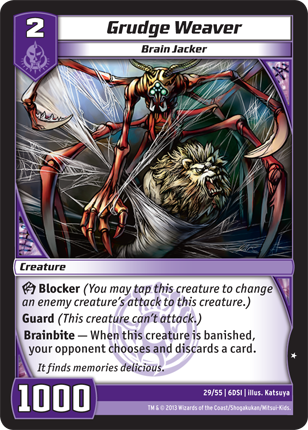 2
Grudge Weaver
Brain Jacker
Creature
Blocker (You may tap this creature to change
an enemy creature's attack to this creature.)
Guard (This creature can't attack.)
Brainbite — When this creature is banished,
your opponent chooses and discards a card.
It finds memories delicious.
1000
29/55 | 6DSI | illus. Katsuya
TM & © 2013 Wizards of the Coast/Shogakukan/Mitsui-Kids.